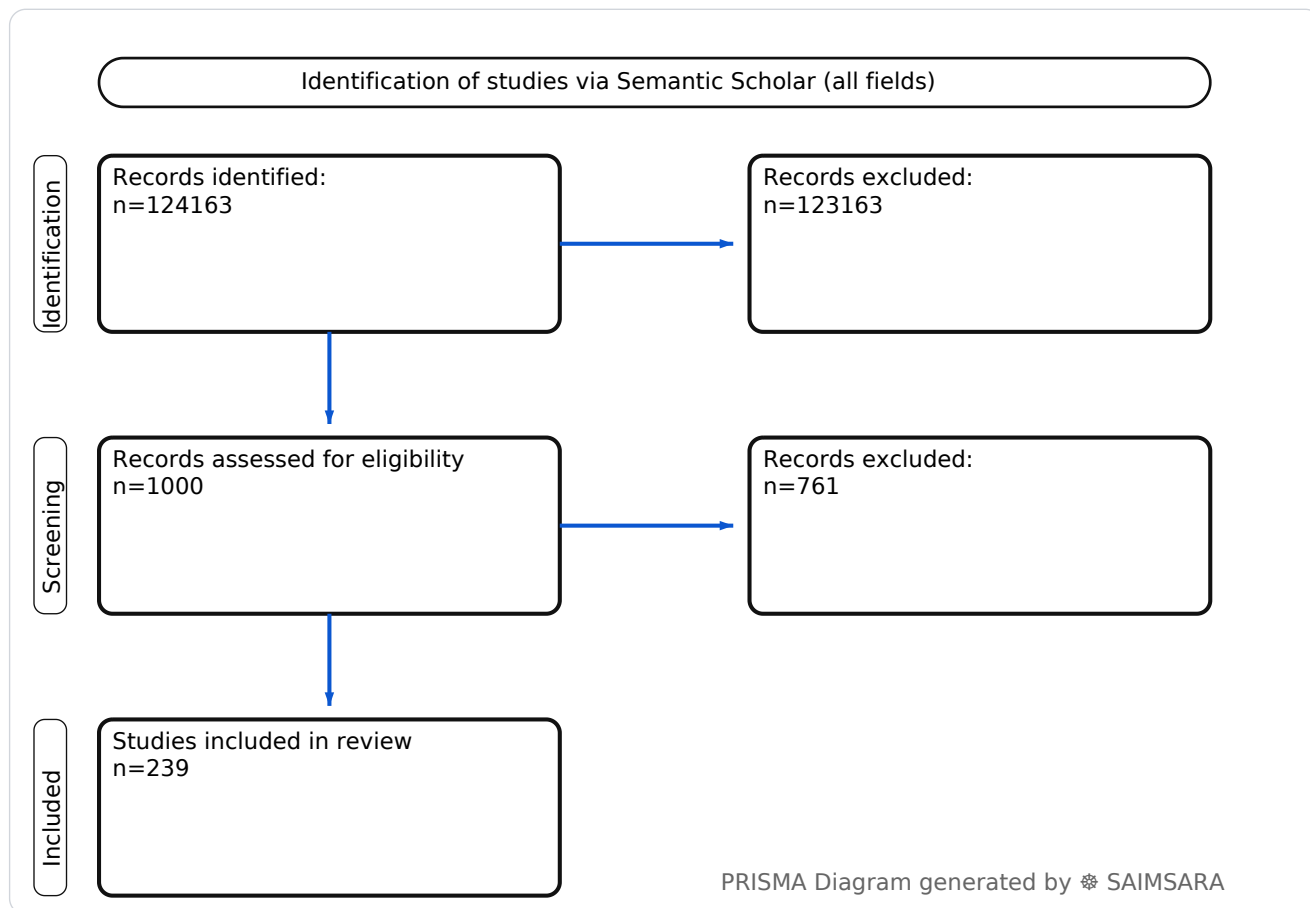 Identification of studies via Semantic Scholar (all fields)
Identification
Records identified:
n=124163
Records excluded:
n=123163
Screening
Records assessed for eligibility
n=1000
Records excluded:
n=761
Included
Studies included in review
n=239
PRISMA Diagram generated by ☸ SAIMSARA